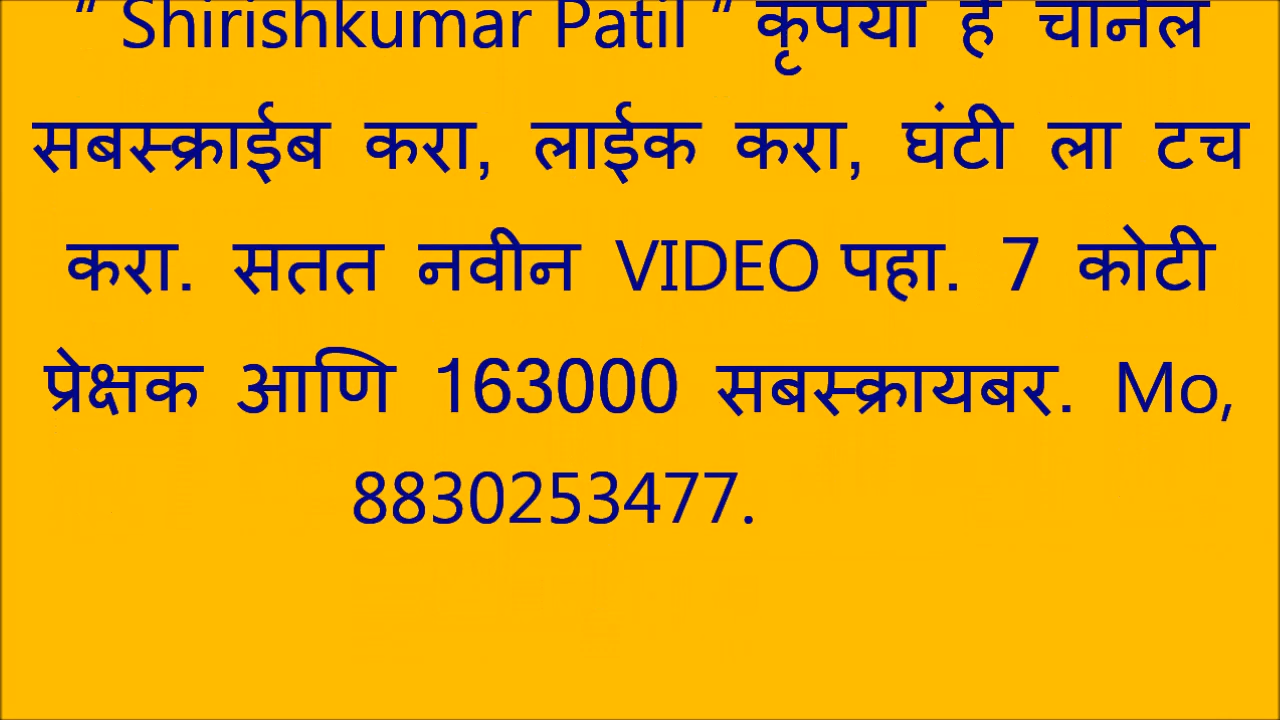 " Shirishkumar Patil " कृपया हे चॅनेल
सबस्क्राईब करा, लाईक करा, घंटी ला टच
करा. सतत नवीन VIDEO पहा. 7 कोटी
प्रेक्षक आणि 163000 सबस्क्रायबर. Mo,
8830253477.